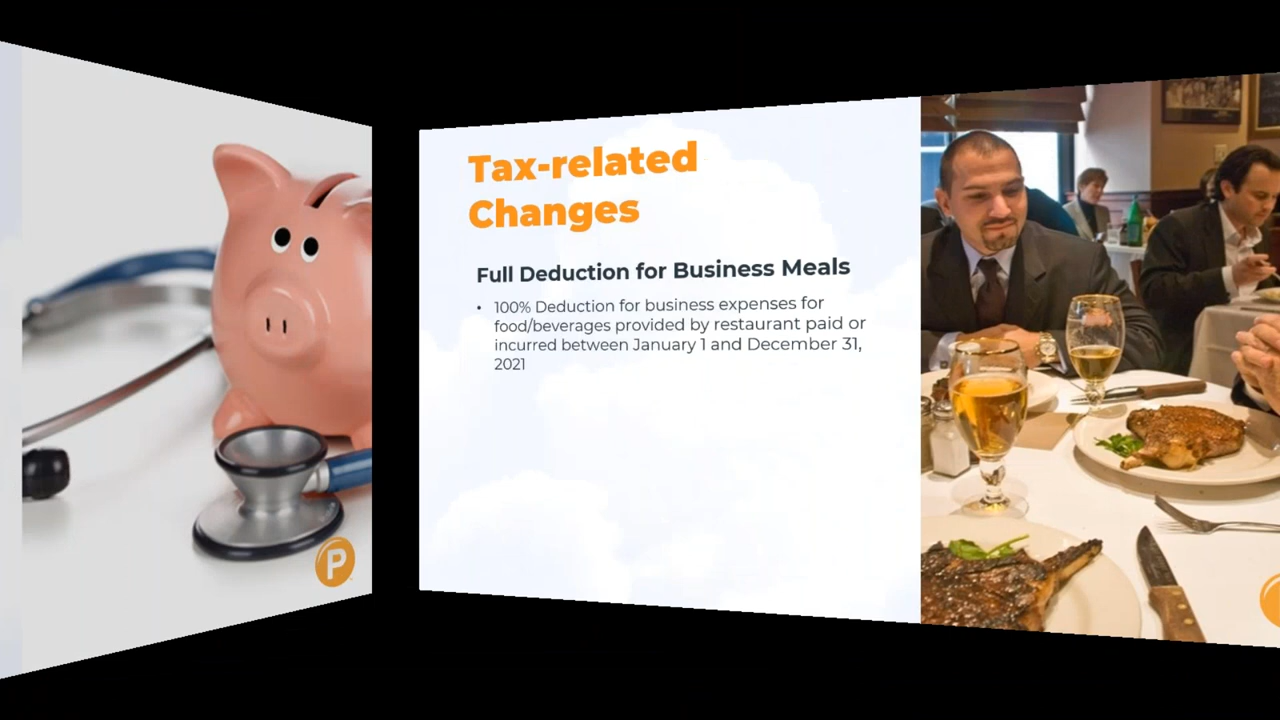 P
Tax-related
Changes
Full Deduction for Business Meals
• 100% Deduction for business expenses for
food/beverages provided by restaurant paid or
incurred between January 1 and December 31,
2021